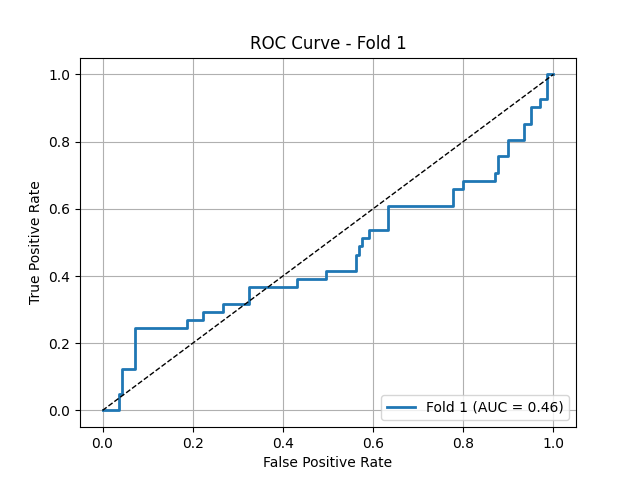 ROC Curve - Fold 1
True Positive Rate
1.0
0.8
0.6
0.4
0.2
0.0
Fold 1 (AUC = 0.46)
0.0 0.2 0.4 0.6 0.8 1.0
False Positive Rate